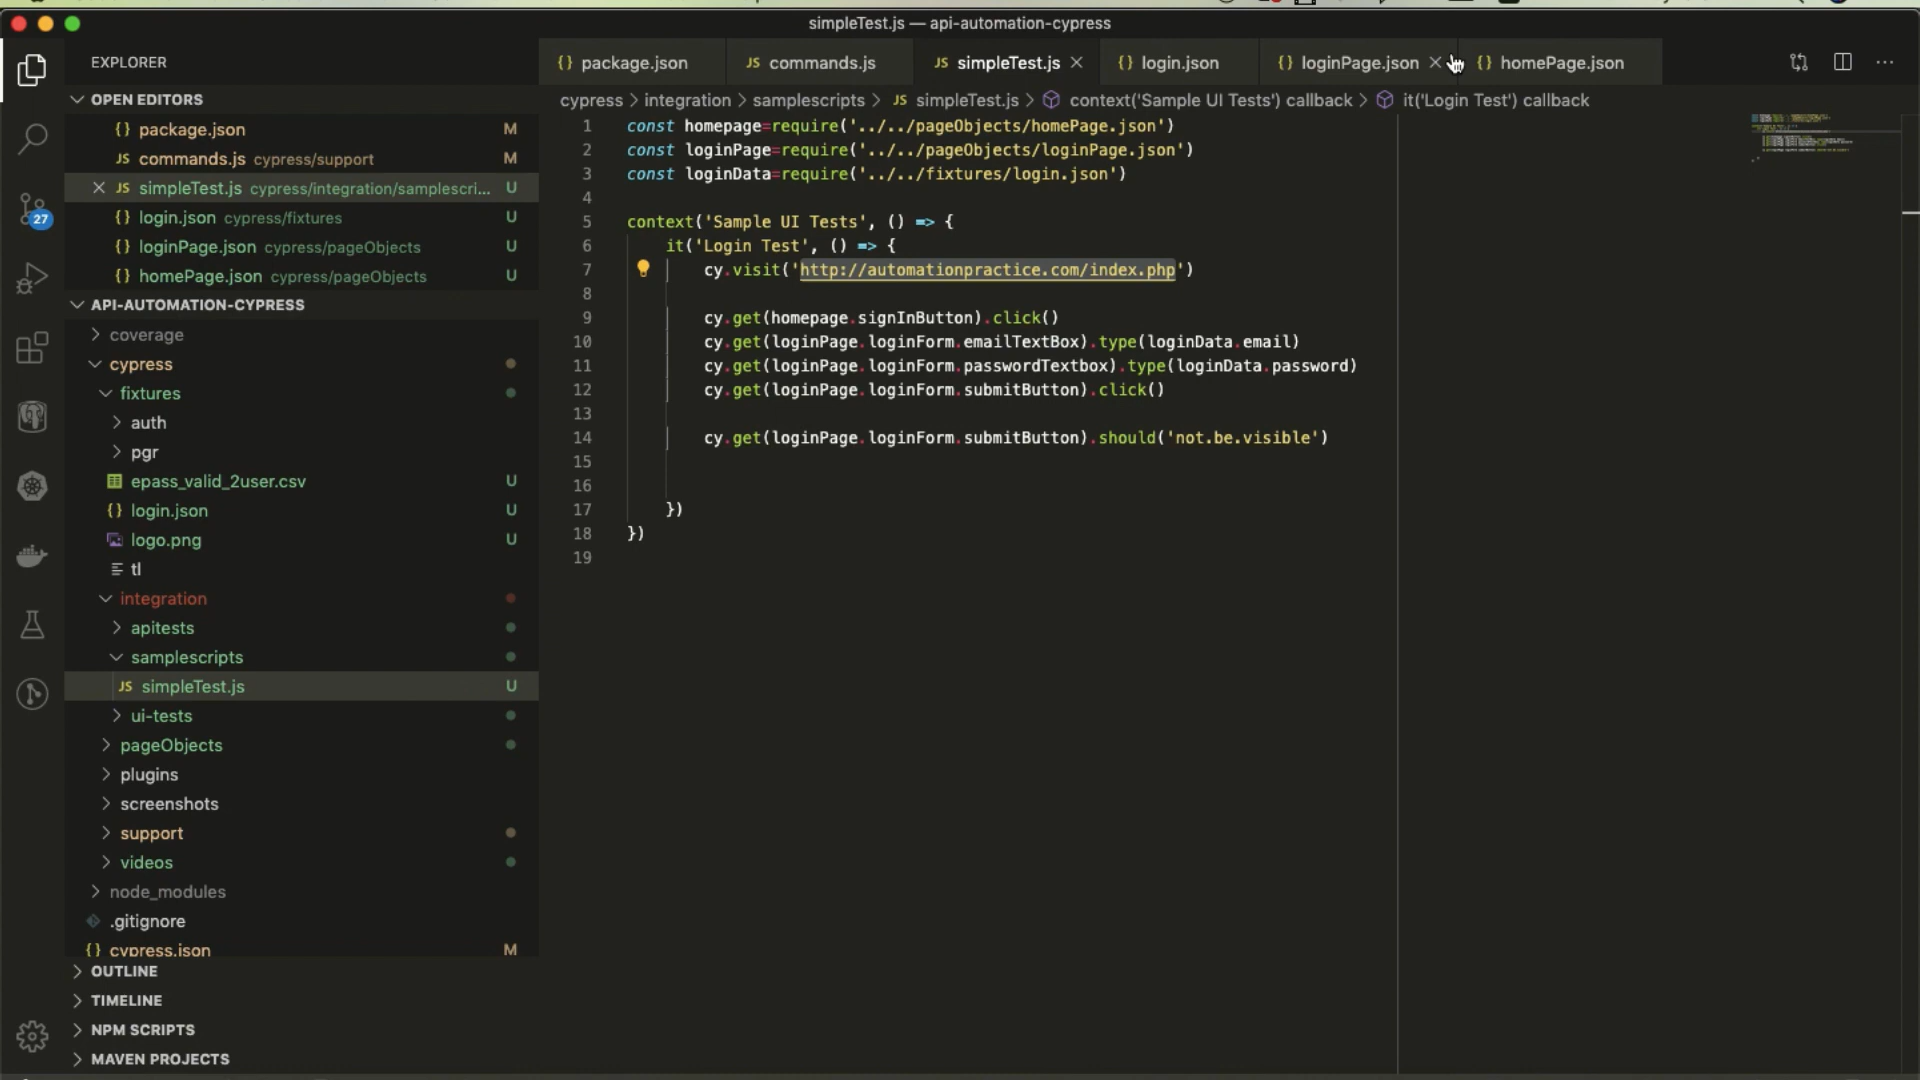 simpleTest.js — api-automation-cypress
EXPLORER
{} package.json
JS commands.js
JS simpleTest.js
{} login.json
{} loginPage.json
{} homePage.json
OPEN EDITORS
{} package.json M
JS commands.js cypress/support M
JS simpleTest.js cypress/integration/samplescri... U
{} login.json cypress/fixtures U
{} loginPage.json cypress/pageObjects U
{} homePage.json cypress/pageObjects U
27
API-AUTOMATION-CYPRESS
coverage
cypress
fixtures
auth
pgr
epass_valid_2user.csv U
{} login.json U
logo.png U
tl
integration
apitests
samplescripts
JS simpleTest.js U
ui-tests
pageObjects
plugins
screenshots
support
videos
node_modules
.gitignore
{} cypress.json M
OUTLINE
TIMELINE
NPM SCRIPTS
MAVEN PROJECTS
cypress > integration > samplescripts > JS simpleTest.js > context('Sample UI Tests') callback > it('Login Test') callback
1 const homepage=require('../../pageObjects/homePage.json')
2 const loginPage=require('../../pageObjects/loginPage.json')
3 const loginData=require('../../fixtures/login.json')
4
5 context('Sample UI Tests', () => {
6 it('Login Test', () => {
7 cy.visit('http://automationpractice.com/index.php')
8
9 cy.get(homepage.signInButton).click()
10 cy.get(loginPage.loginForm.emailTextBox).type(loginData.email)
11 cy.get(loginPage.loginForm.passwordTextbox).type(loginData.password)
12 cy.get(loginPage.loginForm.submitButton).click()
13
14 cy.get(loginPage.loginForm.submitButton).should('not.be.visible')
15
16
17 })
18 })
19